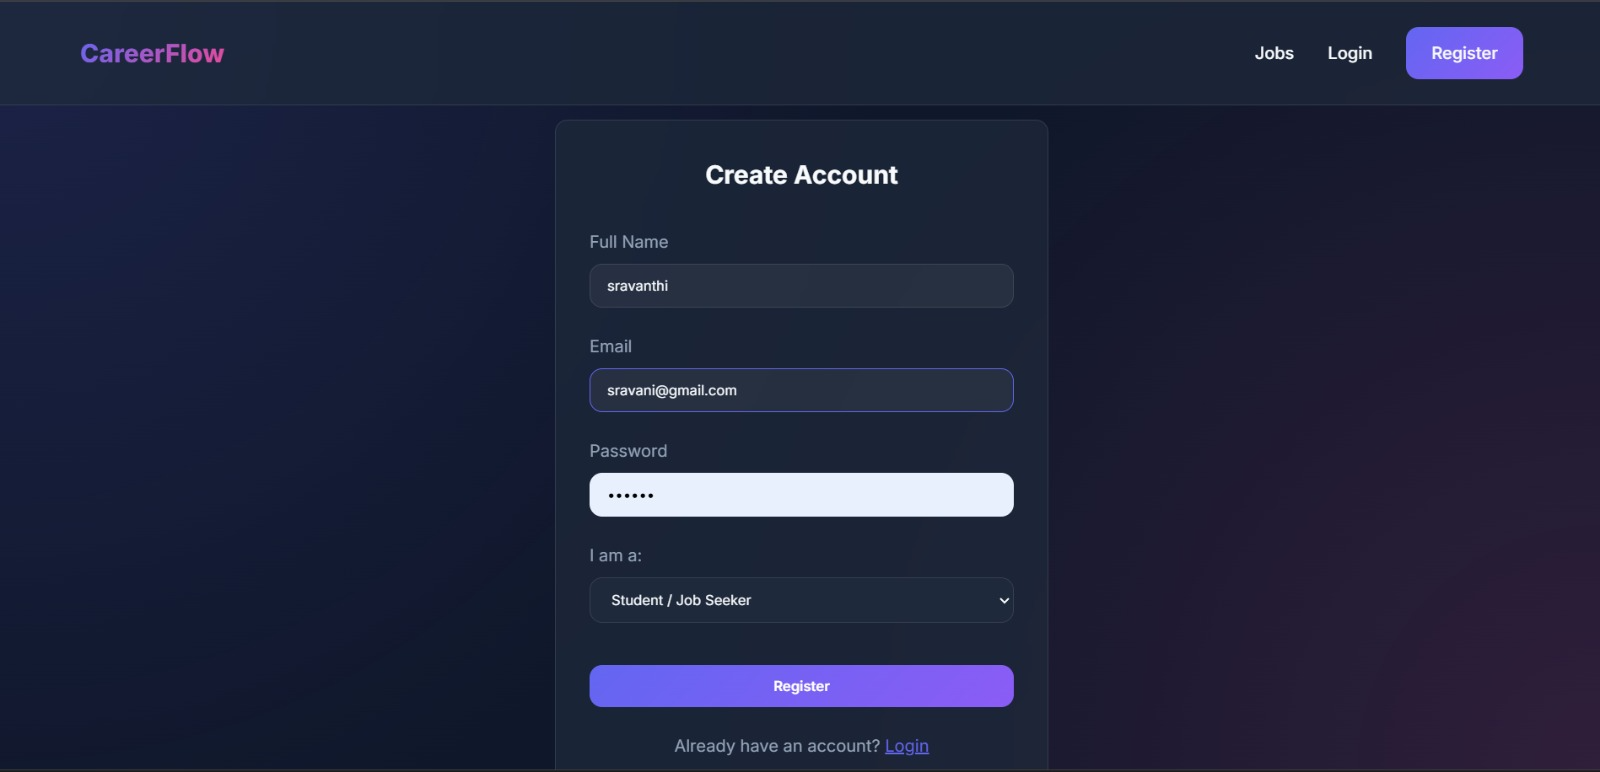 CareerFlow
Jobs Login Register
Create Account
Full Name
sravanthi
Email
sravani@gmail.com
Password
••••••
I am a:
Student / Job Seeker
Register
Already have an account? Login